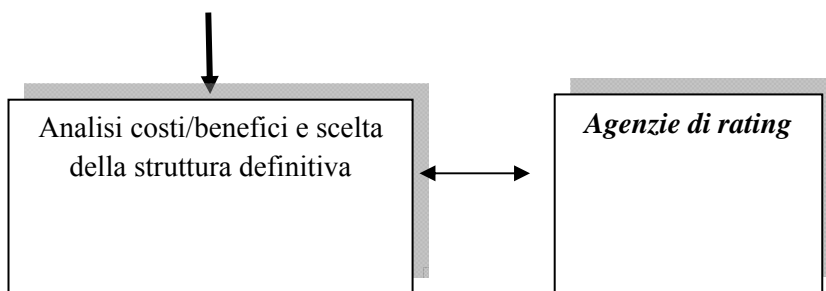 Analisi costi/benefici e scelta
della struttura definitiva
Agenzie di rating